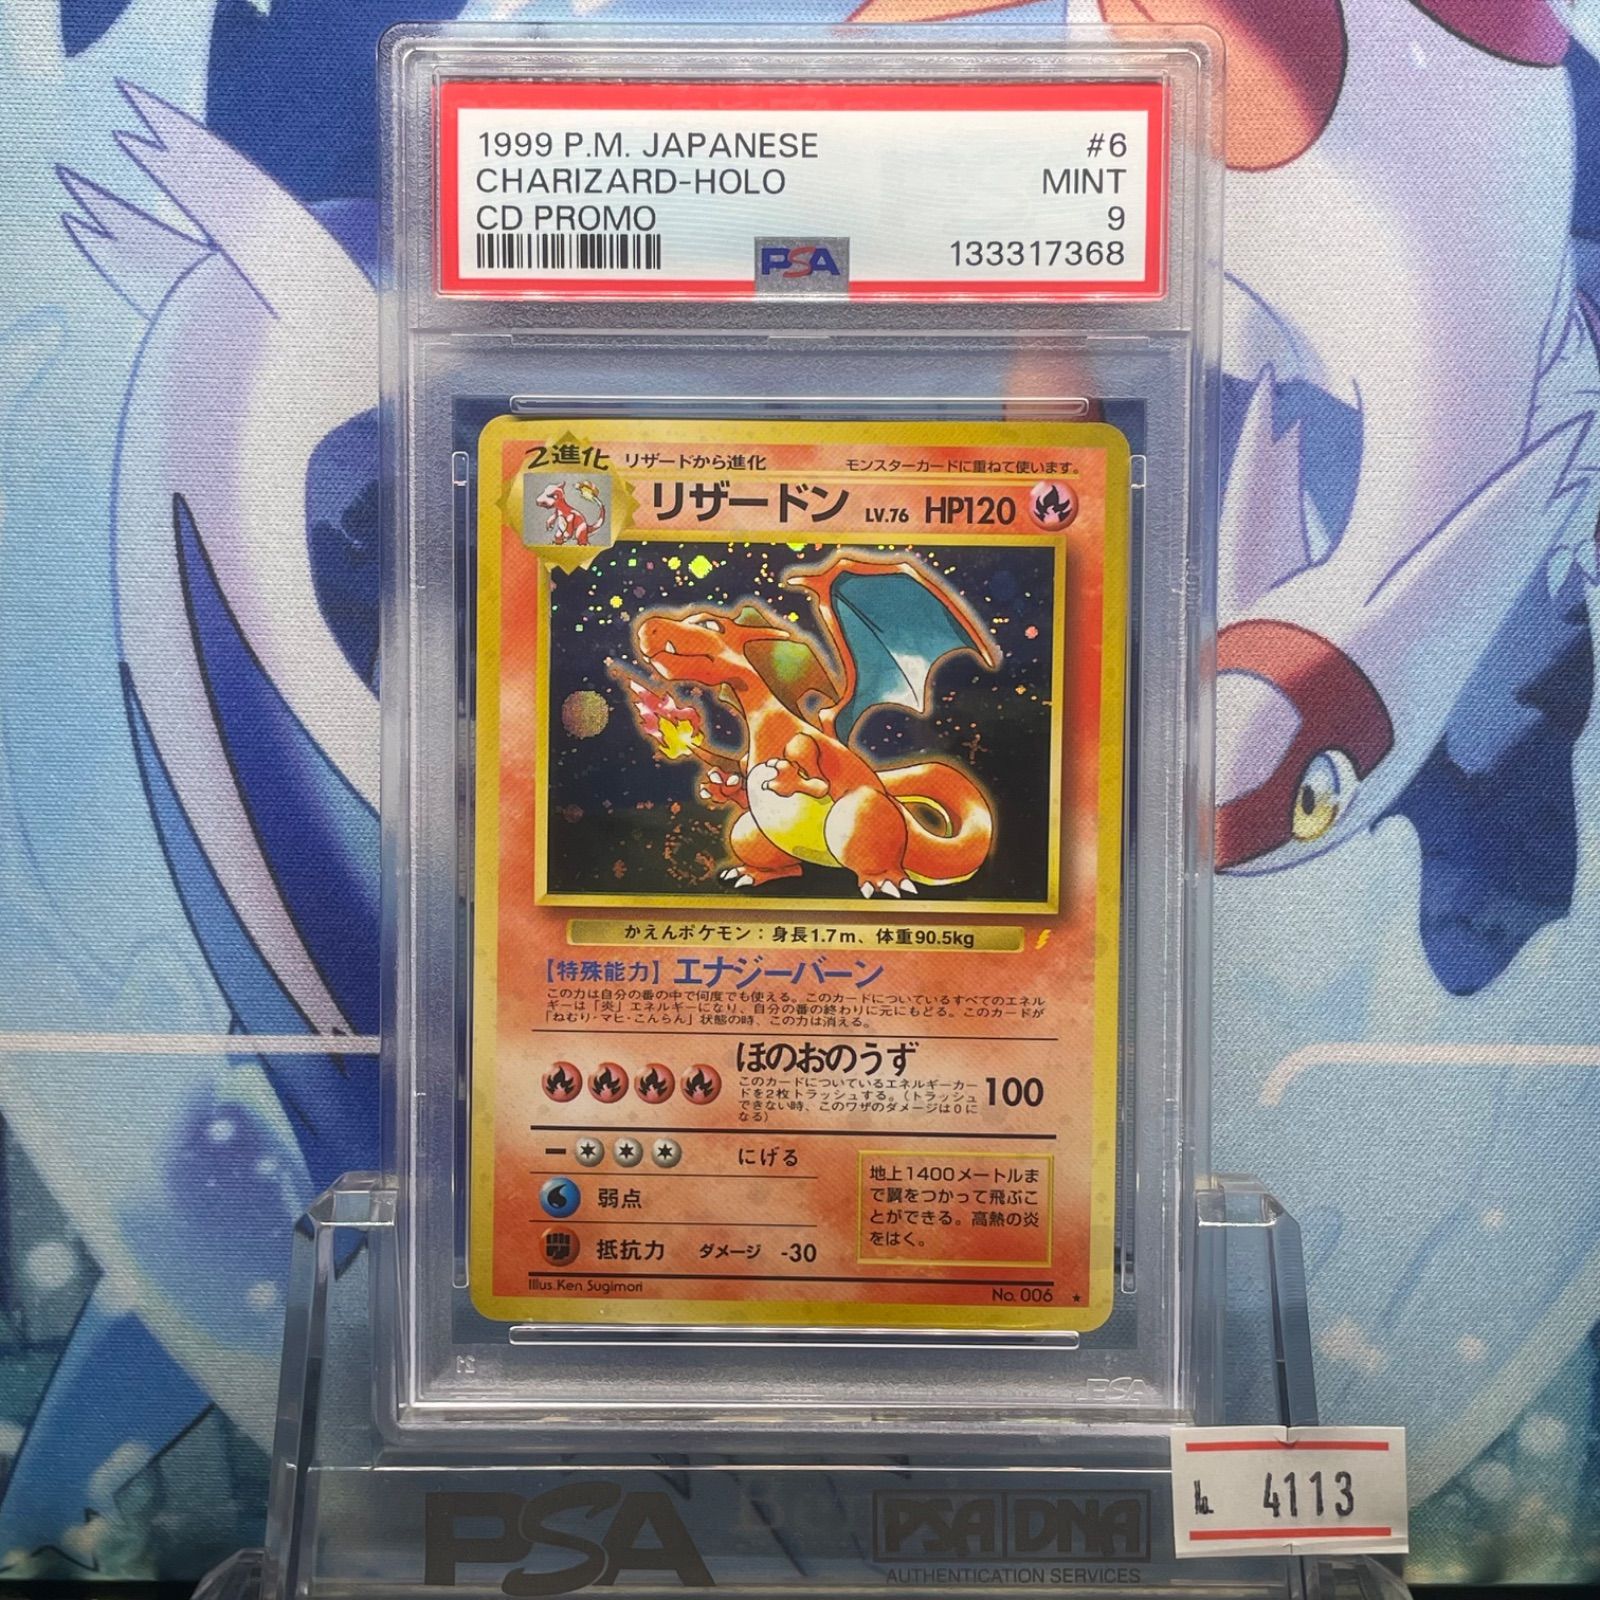 1999 P.M. JAPANESE #6
CHARIZARD-HOLO MINT
CD PROMO 9
PSA 133317368
2進化 リザードから進化 モンスターカードに重ねて使います。
リザードン LV.76 HP120
かえんポケモン：身長1.7m、体重90.5kg
【特殊能力】エナジーバーン
この力は自分の番の中で何度でも使える。このカードについているすべてのエネル
ギーは「炎」エネルギーになり、自分の番の終わりに元にもどる。このカードが
「ねむり・マヒ・こんらん」状態の時、この力は消える。
ほのおのうず
このカードについているエネルギーカー
ドを2枚トラッシュする。（トラッシュ
できない時、このワザのダメージは0に
なる）
100
にげる
弱点
抵抗力 ダメージ -30
地上1400メートルま
で翼をつかって飛ぶこ
とができる。高熱の炎
をはく。
Illus.Ken Sugimori No. 006 ★
PSA
PSA
PSA DNA
AUTHENTICATION SERVICES
№ 4113